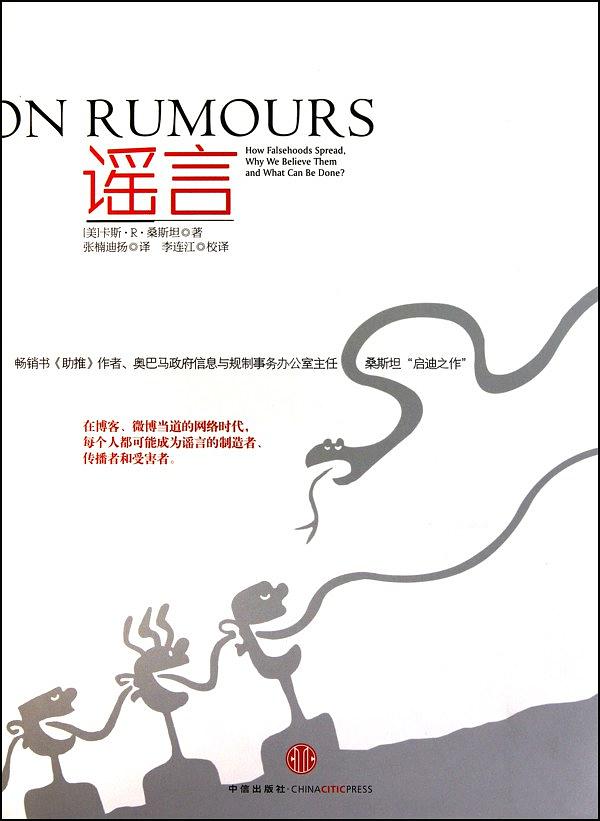 ON RUMOURS
谣言
How Falsehoods Spread,
Why We Believe Them
and What Can Be Done?
[美]卡斯·R·桑斯坦◎著
张楠迪扬◎译 李连江◎校译
畅销书《助推》作者、奥巴马政府信息与规制事务办公室主任 桑斯坦“启迪之作”
在博客、微博当道的网络时代，
每个人都可能成为谣言的制造者、
传播者和受害者。
中信出版社·CHINACITICPRESS